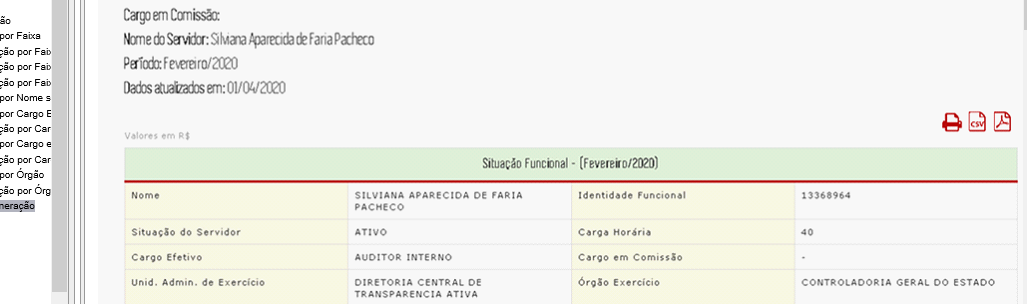 Cargo em Comissão:
Nome do Servidor: Silviana Aparecida de Faria Pacheco
Período: Fevereiro/2020
Dados atualizados em: 01/04/2020
ão
por Faixa
ção por Faix
ção por Faix
ção por Faix
por Nome s
por Cargo E
ção por Car
por Cargo e
ção por Car
por Órgão
ção por Órg
neração
CSV
Valores em R$
Situação Funcional - (Fevereiro/2020)
Nome SILVIANA APARECIDA DE FARIA PACHECO Identidade Funcional 13368964
Situação do Servidor ATIVO Carga Horária 40
Cargo Efetivo AUDITOR INTERNO Cargo em Comissão -
Unid. Admin. de Exercício DIRETORIA CENTRAL DE TRANSPARENCIA ATIVA Órgão Exercício CONTROLADORIA GERAL DO ESTADO